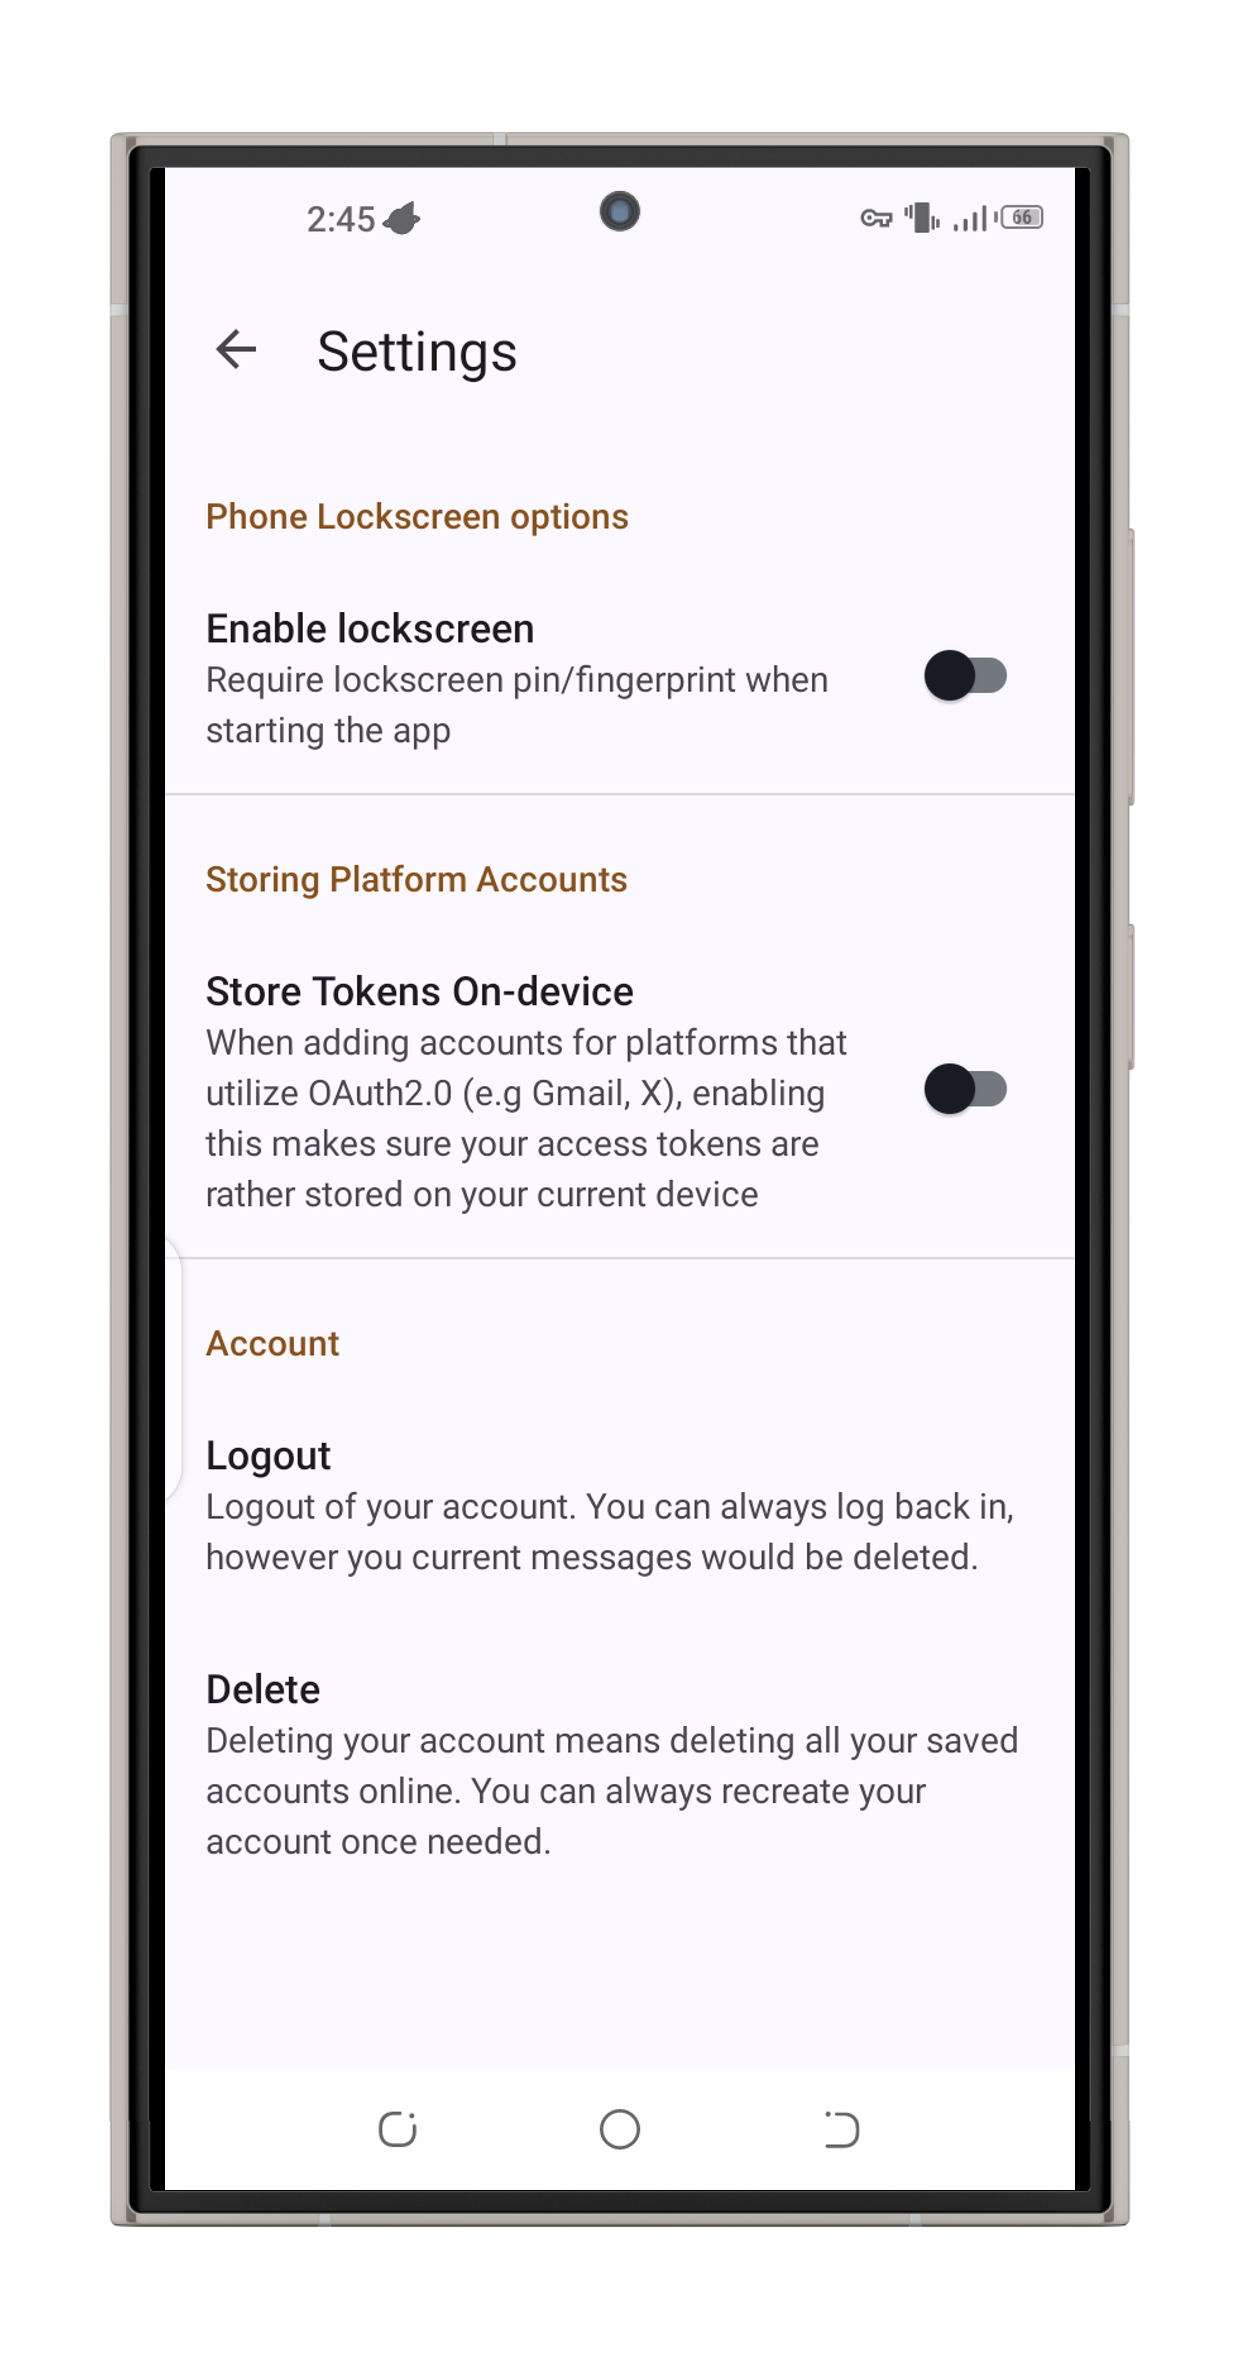 2:45
66
Settings
Phone Lockscreen options
Enable lockscreen
Require lockscreen pin/fingerprint when
starting the app
Storing Platform Accounts
Store Tokens On-device
When adding accounts for platforms that
utilize OAuth2.0 (e.g Gmail, X), enabling
this makes sure your access tokens are
rather stored on your current device
Account
Logout
Logout of your account. You can always log back in,
however you current messages would be deleted.
Delete
Deleting your account means deleting all your saved
accounts online. You can always recreate your
account once needed.